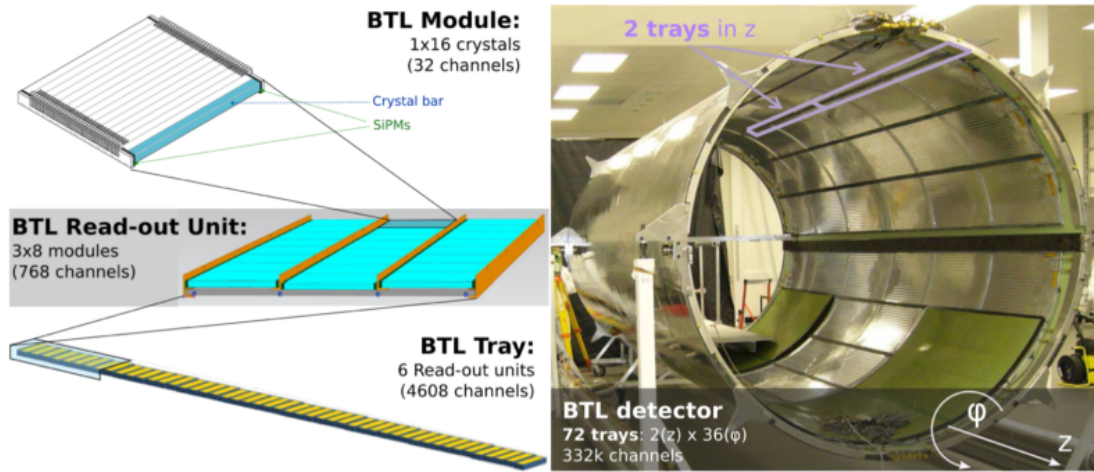 BTL Module:
1x16 crystals
(32 channels)
Crystal bar
SiPMs
BTL Read-out Unit:
3x8 modules
(768 channels)
BTL Tray:
6 Read-out units
(4608 channels)
2 trays in z
BTL detector
72 trays: 2(z) x 36(φ)
332k channels
φ
z